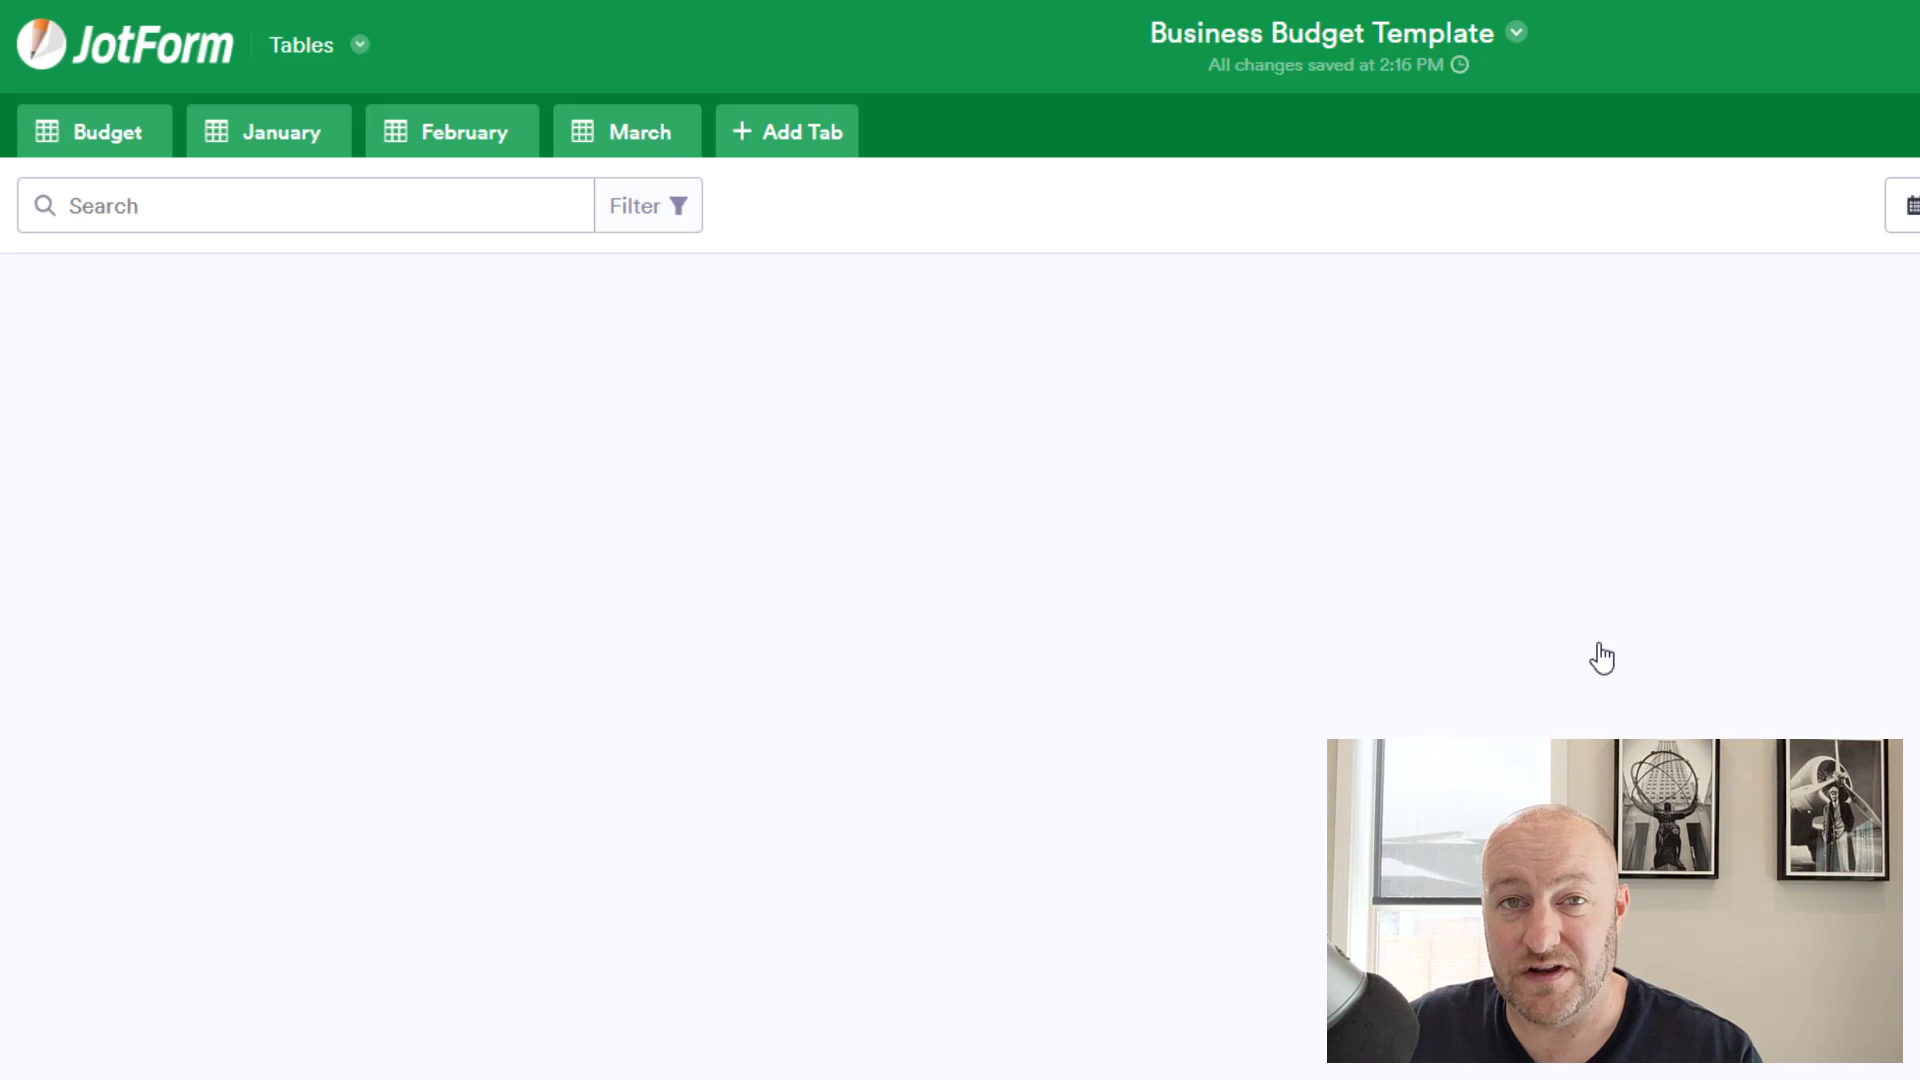 JotForm
Tables
Business Budget Template
All changes saved at 2:16 PM
Budget
January
February
March
+ Add Tab
Search
Filter